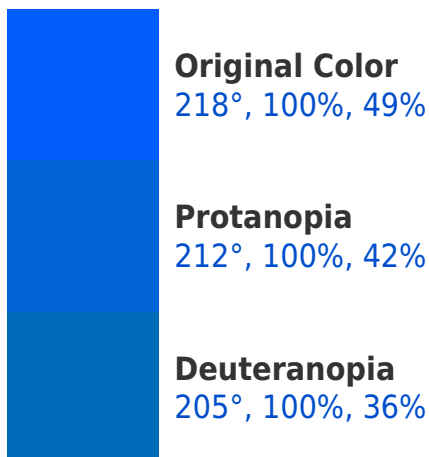 Original Color
218°, 100%, 49%
Protanopia
212°, 100%, 42%
Deuteranopia
205°, 100%, 36%